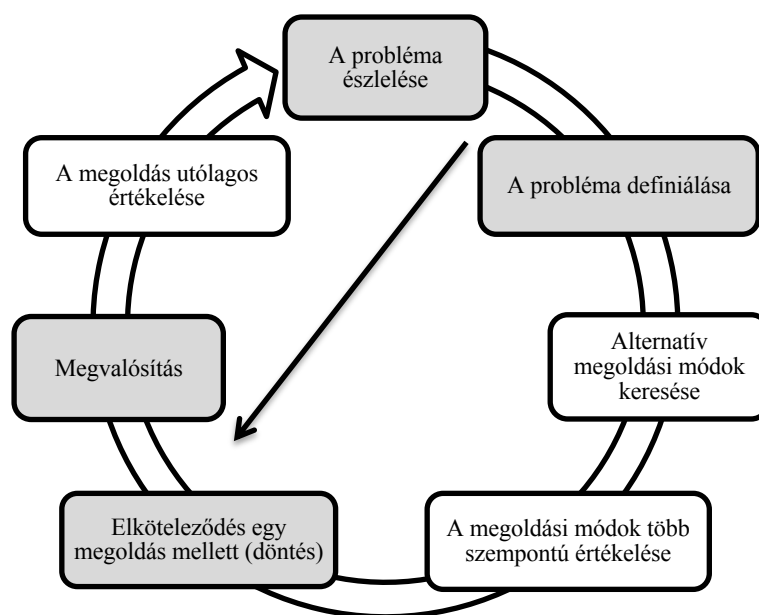 A probléma
észlelése
A probléma definiálása
Alternatív
megoldási módok
keresése
A megoldási módok több
szempontú értékelése
Elköteleződés egy
megoldás mellett (döntés)
Megvalósítás
A megoldás utólagos
értékelése